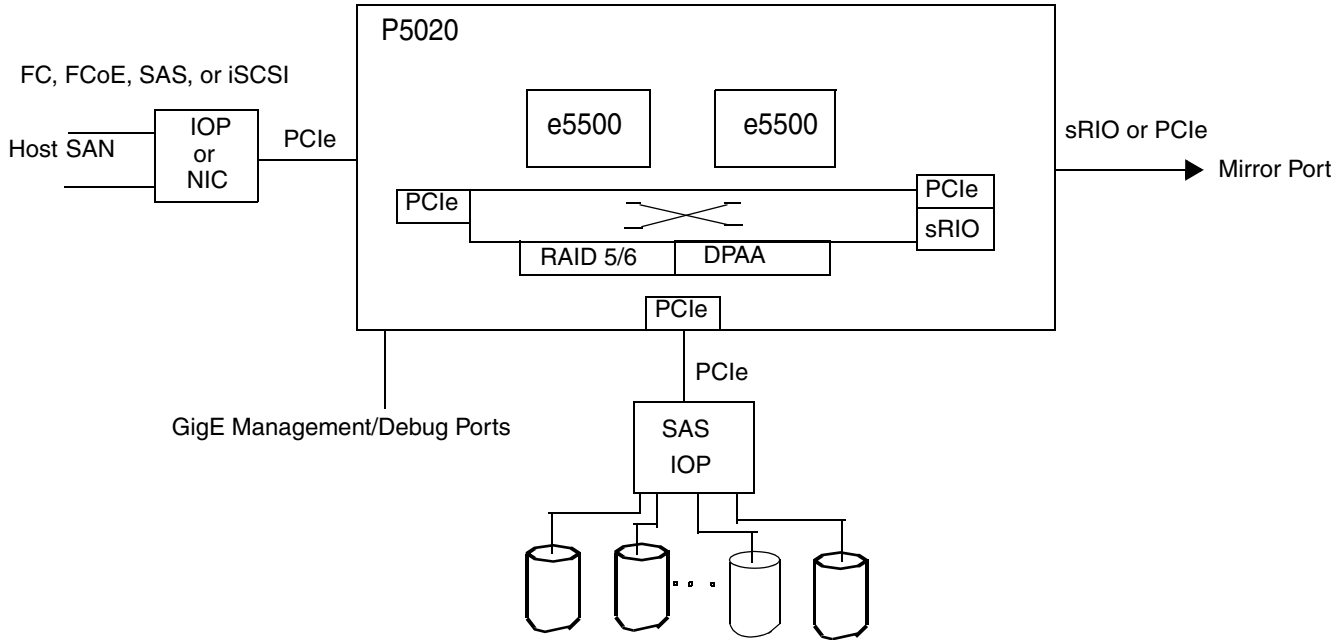 P5020
FC, FCoE, SAS, or iSCSI
IOP
or
NIC
Host SAN
PCIe
e5500
e5500
sRIO or PCIe
Mirror Port
PCIe
PCIe
sRIO
RAID 5/6
DPAA
PCIe
PCIe
GigE Management/Debug Ports
SAS
IOP